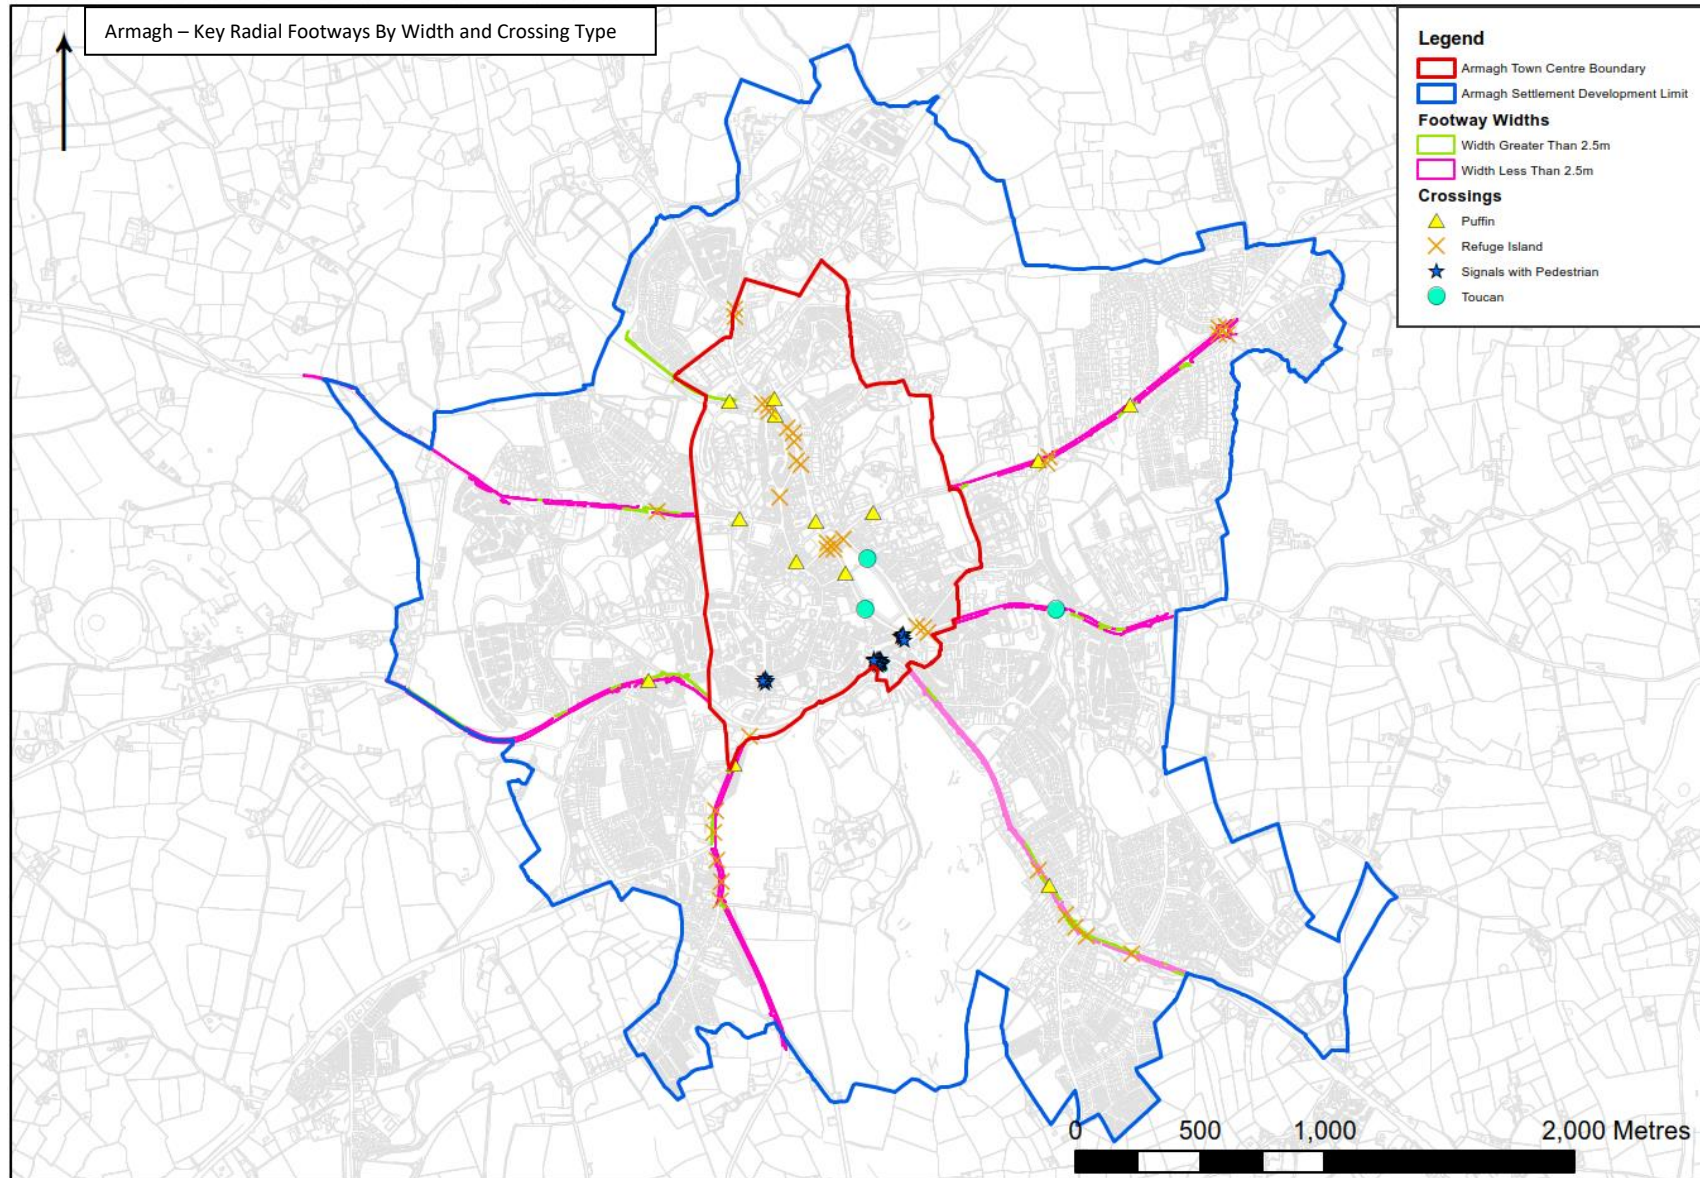 Armagh – Key Radial Footways By Width and Crossing Type
Legend
Armagh Town Centre Boundary
Armagh Settlement Development Limit
Footway Widths
Width Greater Than 2.5m
Width Less Than 2.5m
Crossings
Puffin
Refuge Island
Signals with Pedestrian
Toucan
0 500 1,000 2,000 Metres